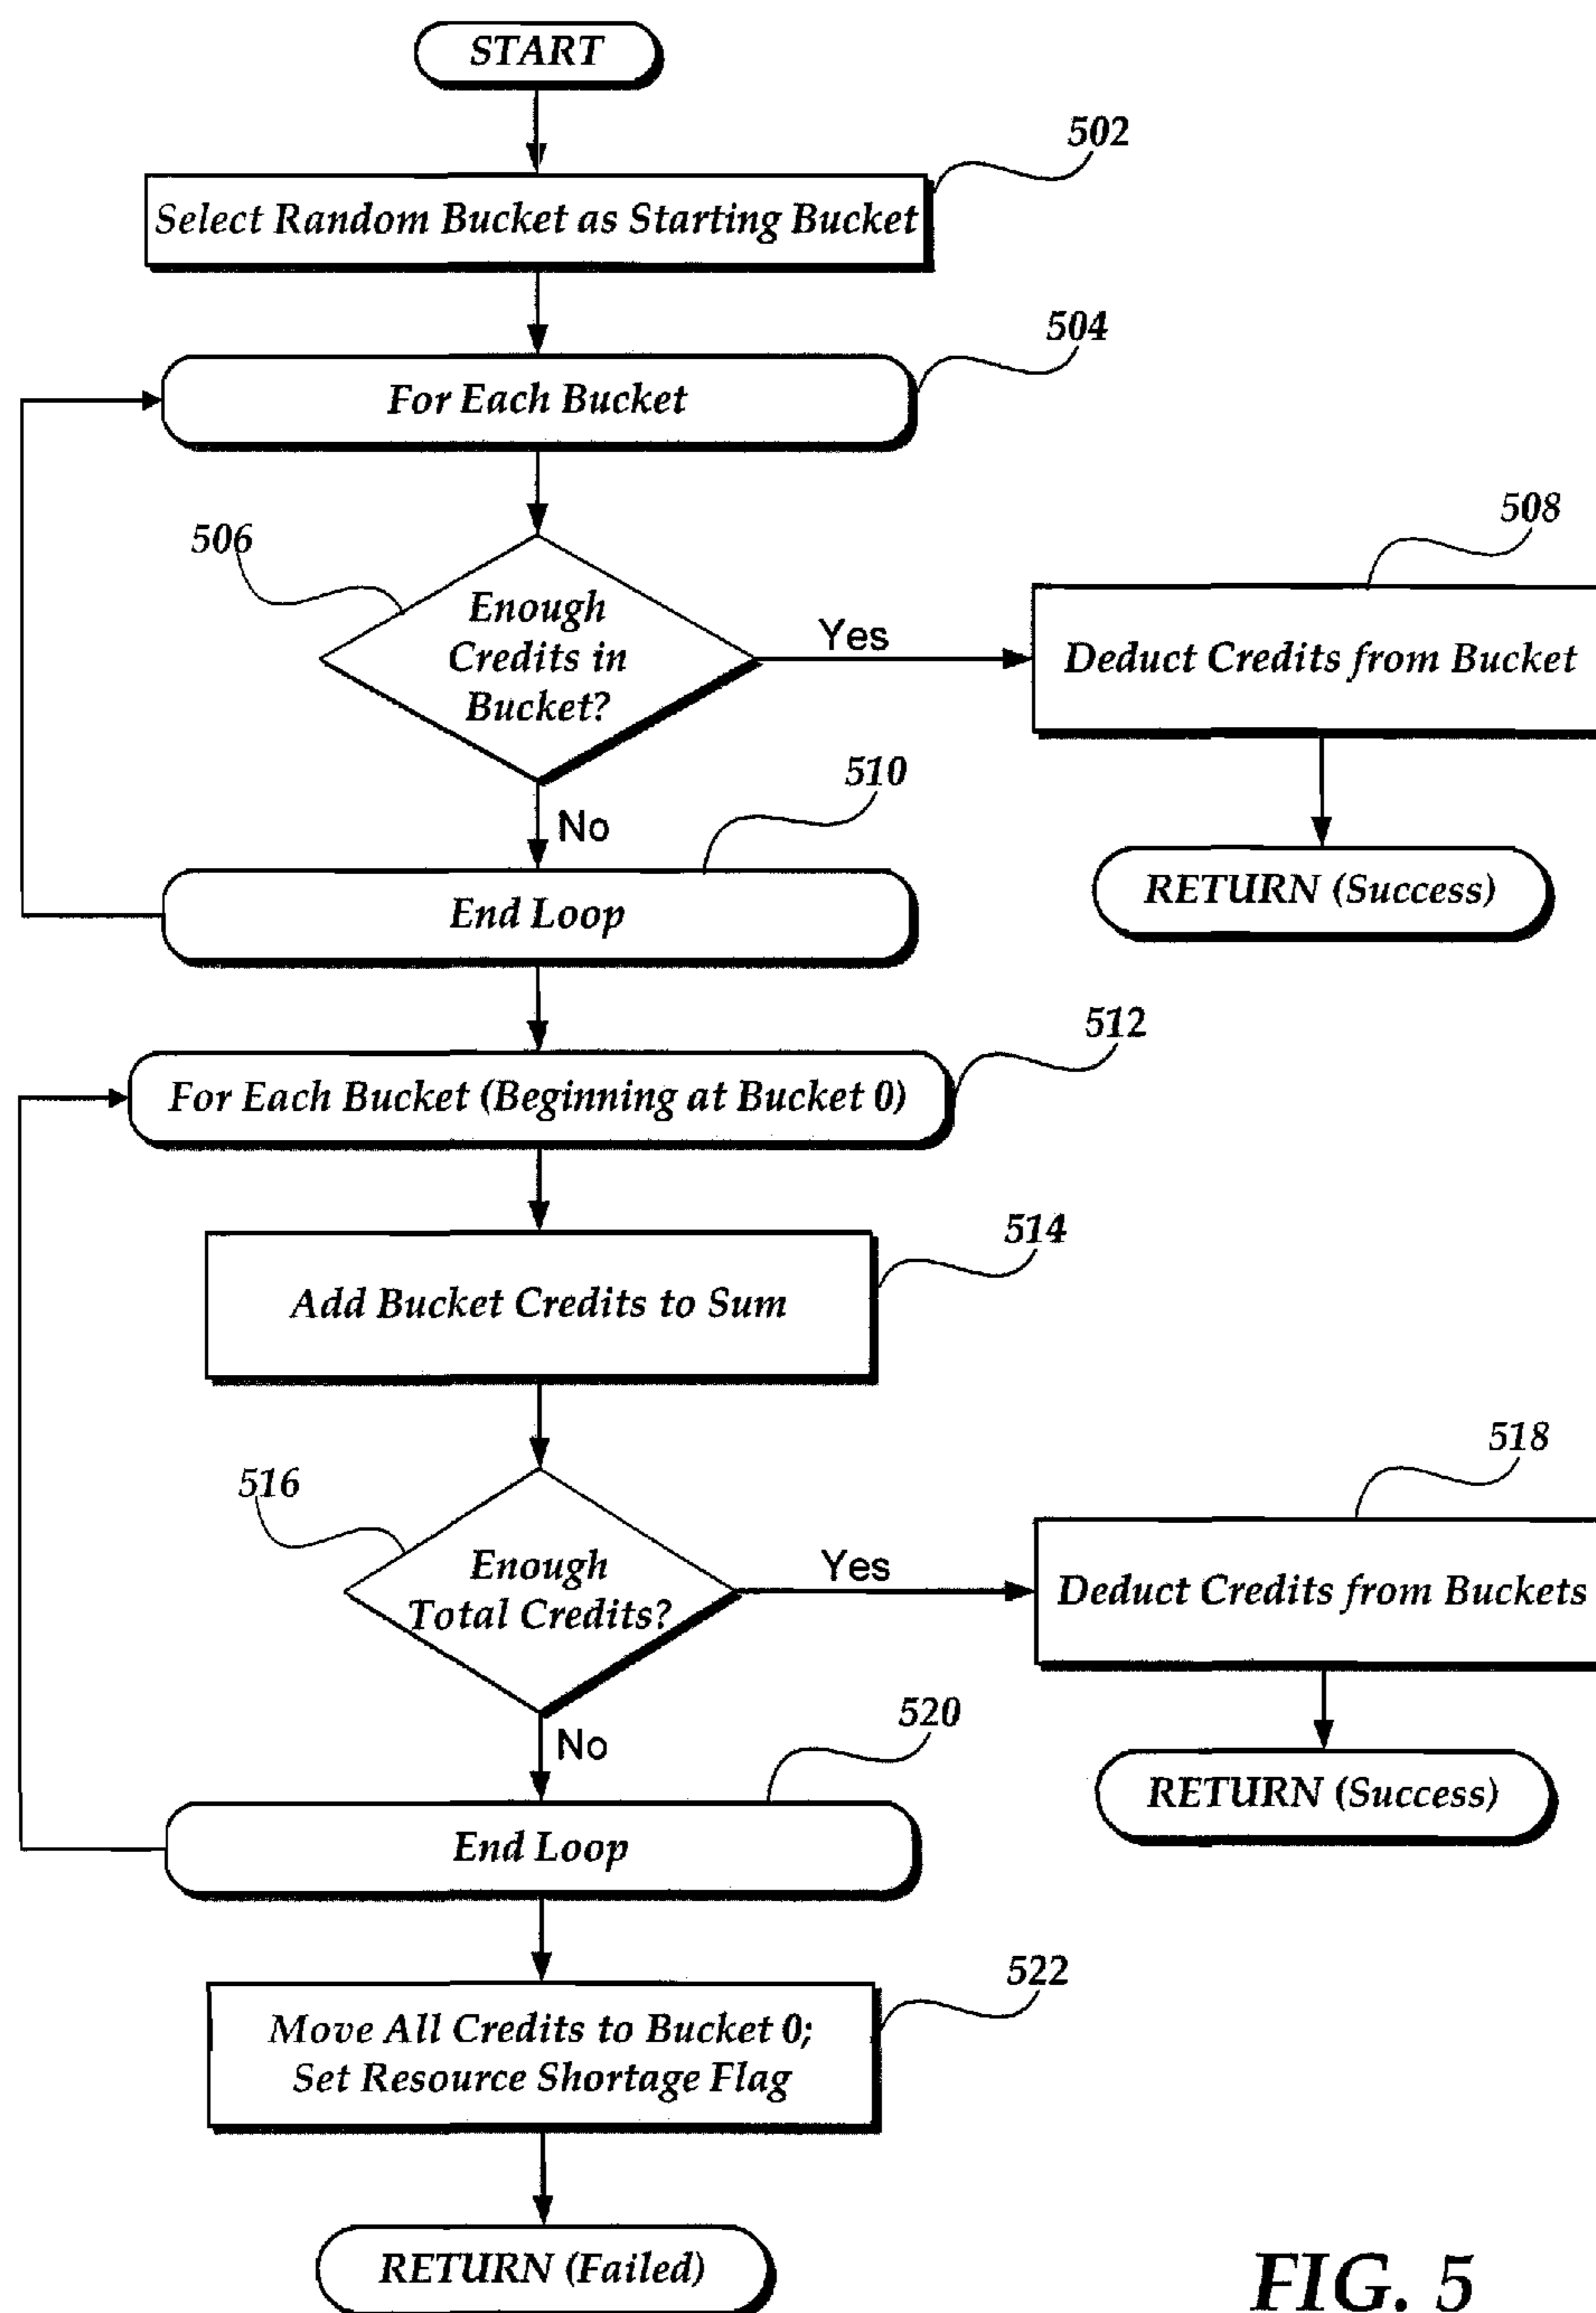 START
502
Select Random Bucket as Starting Bucket
504
For Each Bucket
506
Enough
Credits in
Bucket?
Yes
508
Deduct Credits from Bucket
RETURN (Success)
No
510
End Loop
512
For Each Bucket (Beginning at Bucket 0)
514
Add Bucket Credits to Sum
516
Enough
Total Credits?
Yes
518
Deduct Credits from Buckets
RETURN (Success)
No
520
End Loop
522
Move All Credits to Bucket 0;
Set Resource Shortage Flag
RETURN (Failed)
FIG. 5